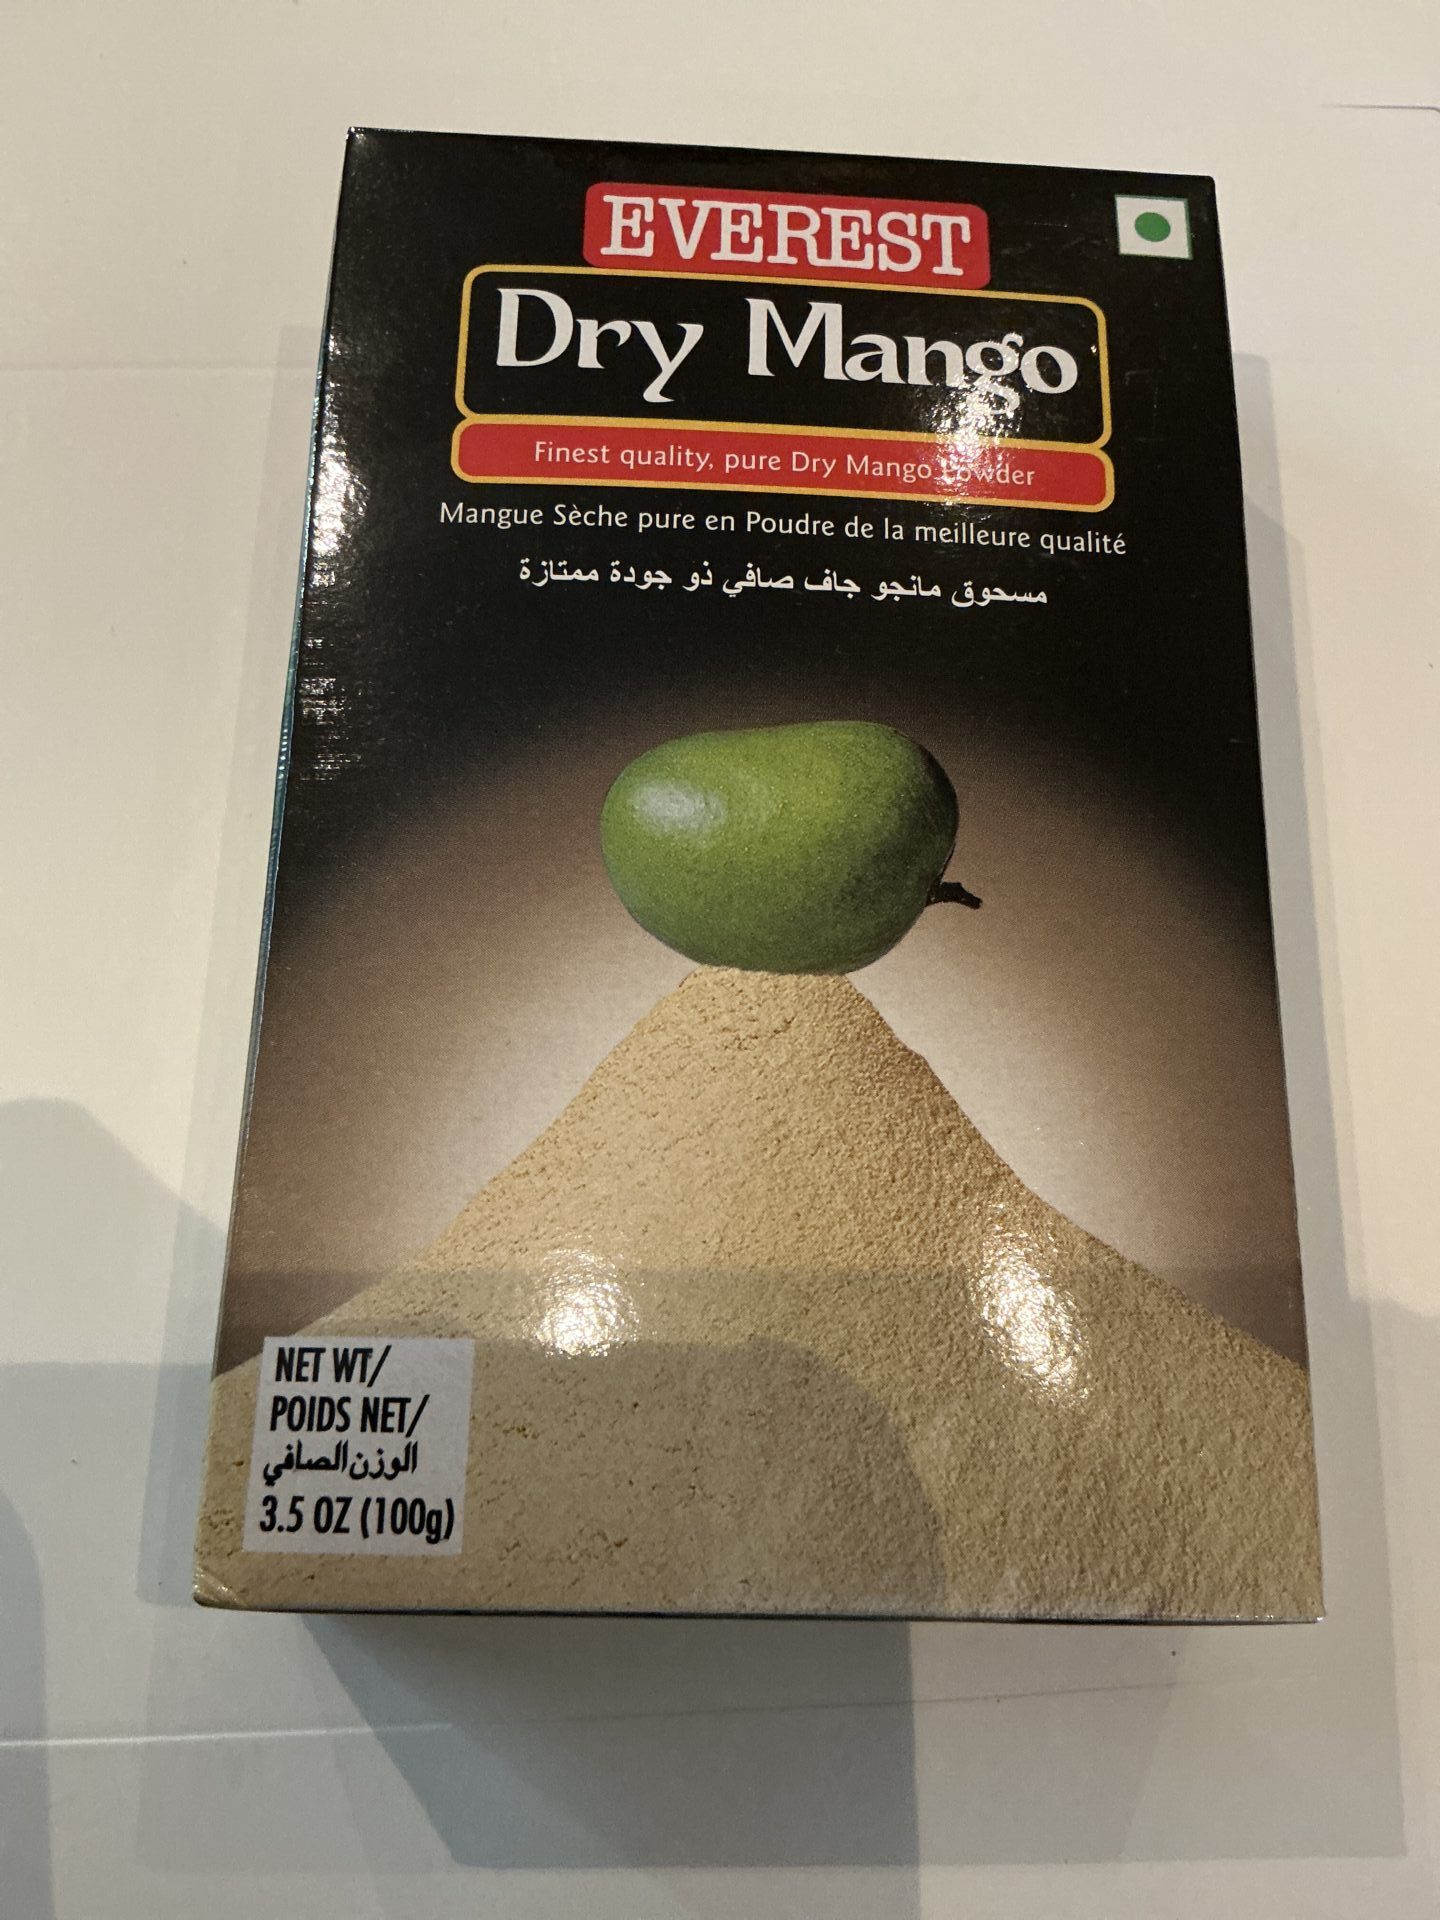 EVEREST
Dry Mango
Finest quality, pure Dry Mango Powder
Mangue Sèche pure en Poudre de la meilleure qualité
مسحوق مانجو جاف صافي ذو جودة ممتازة
NET WT/
POIDS NET/
الوزن الصافي
3.5 OZ (100g)